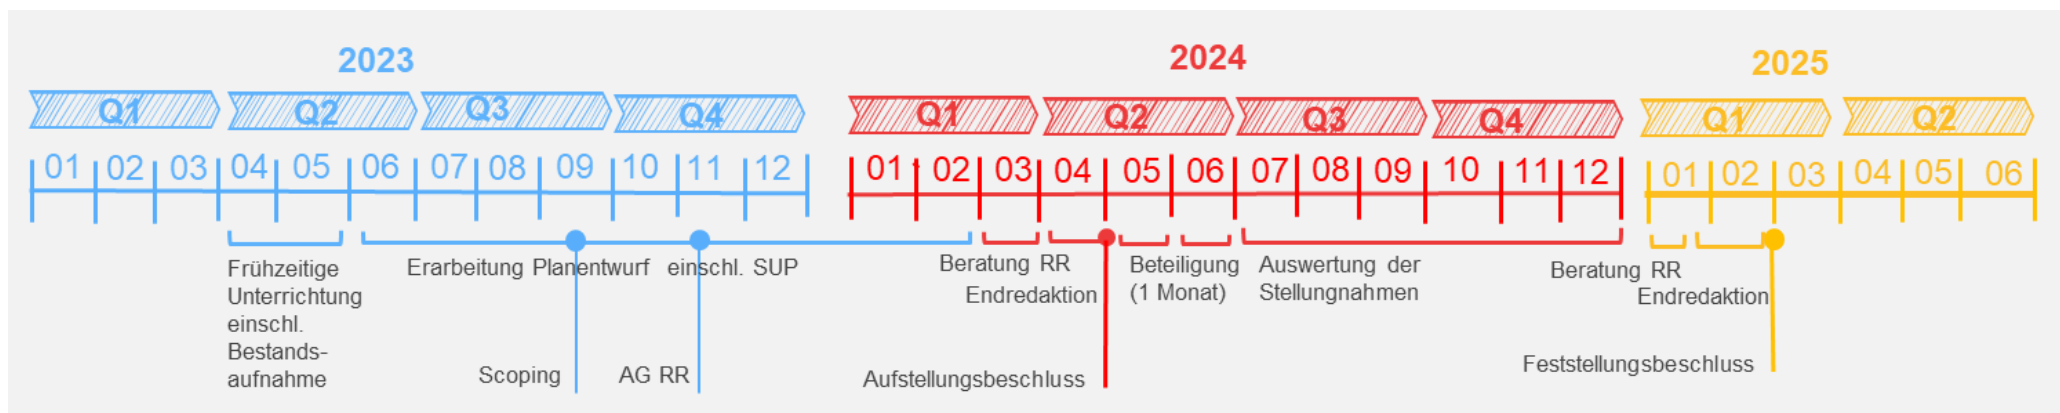 2023
2024
2025
Q1 Q2 Q3 Q4
Q1 Q2 Q3 Q4
Q1 Q2
01 02 03 04 05 06 07 08 09 10 11 12
01 02 03 04 05 06 07 08 09 10 11 12
01 02 03 04 05 06
Frühzeitige
Unterrichtung
einschl.
Bestands-
aufnahme
Erarbeitung Planentwurf einschl. SUP
Scoping
AG RR
Beratung RR
Endredaktion
Aufstellungsbeschluss
Beteiligung
(1 Monat)
Auswertung der
Stellungnahmen
Beratung RR
Endredaktion
Feststellungsbeschluss